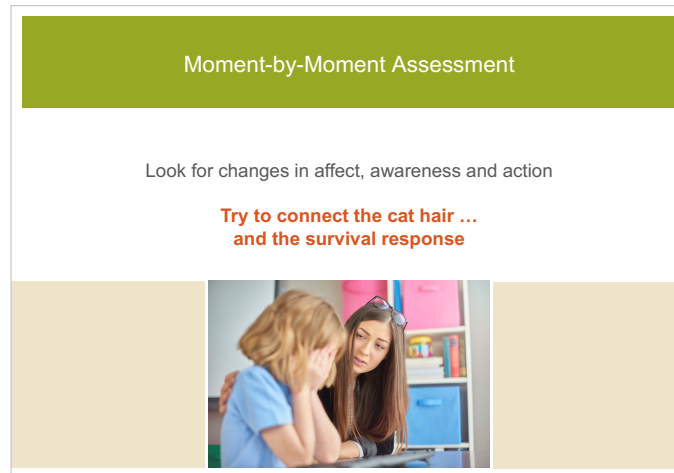 Moment-by-Moment Assessment
Look for changes in affect, awareness and action
Try to connect the cat hair …
and the survival response